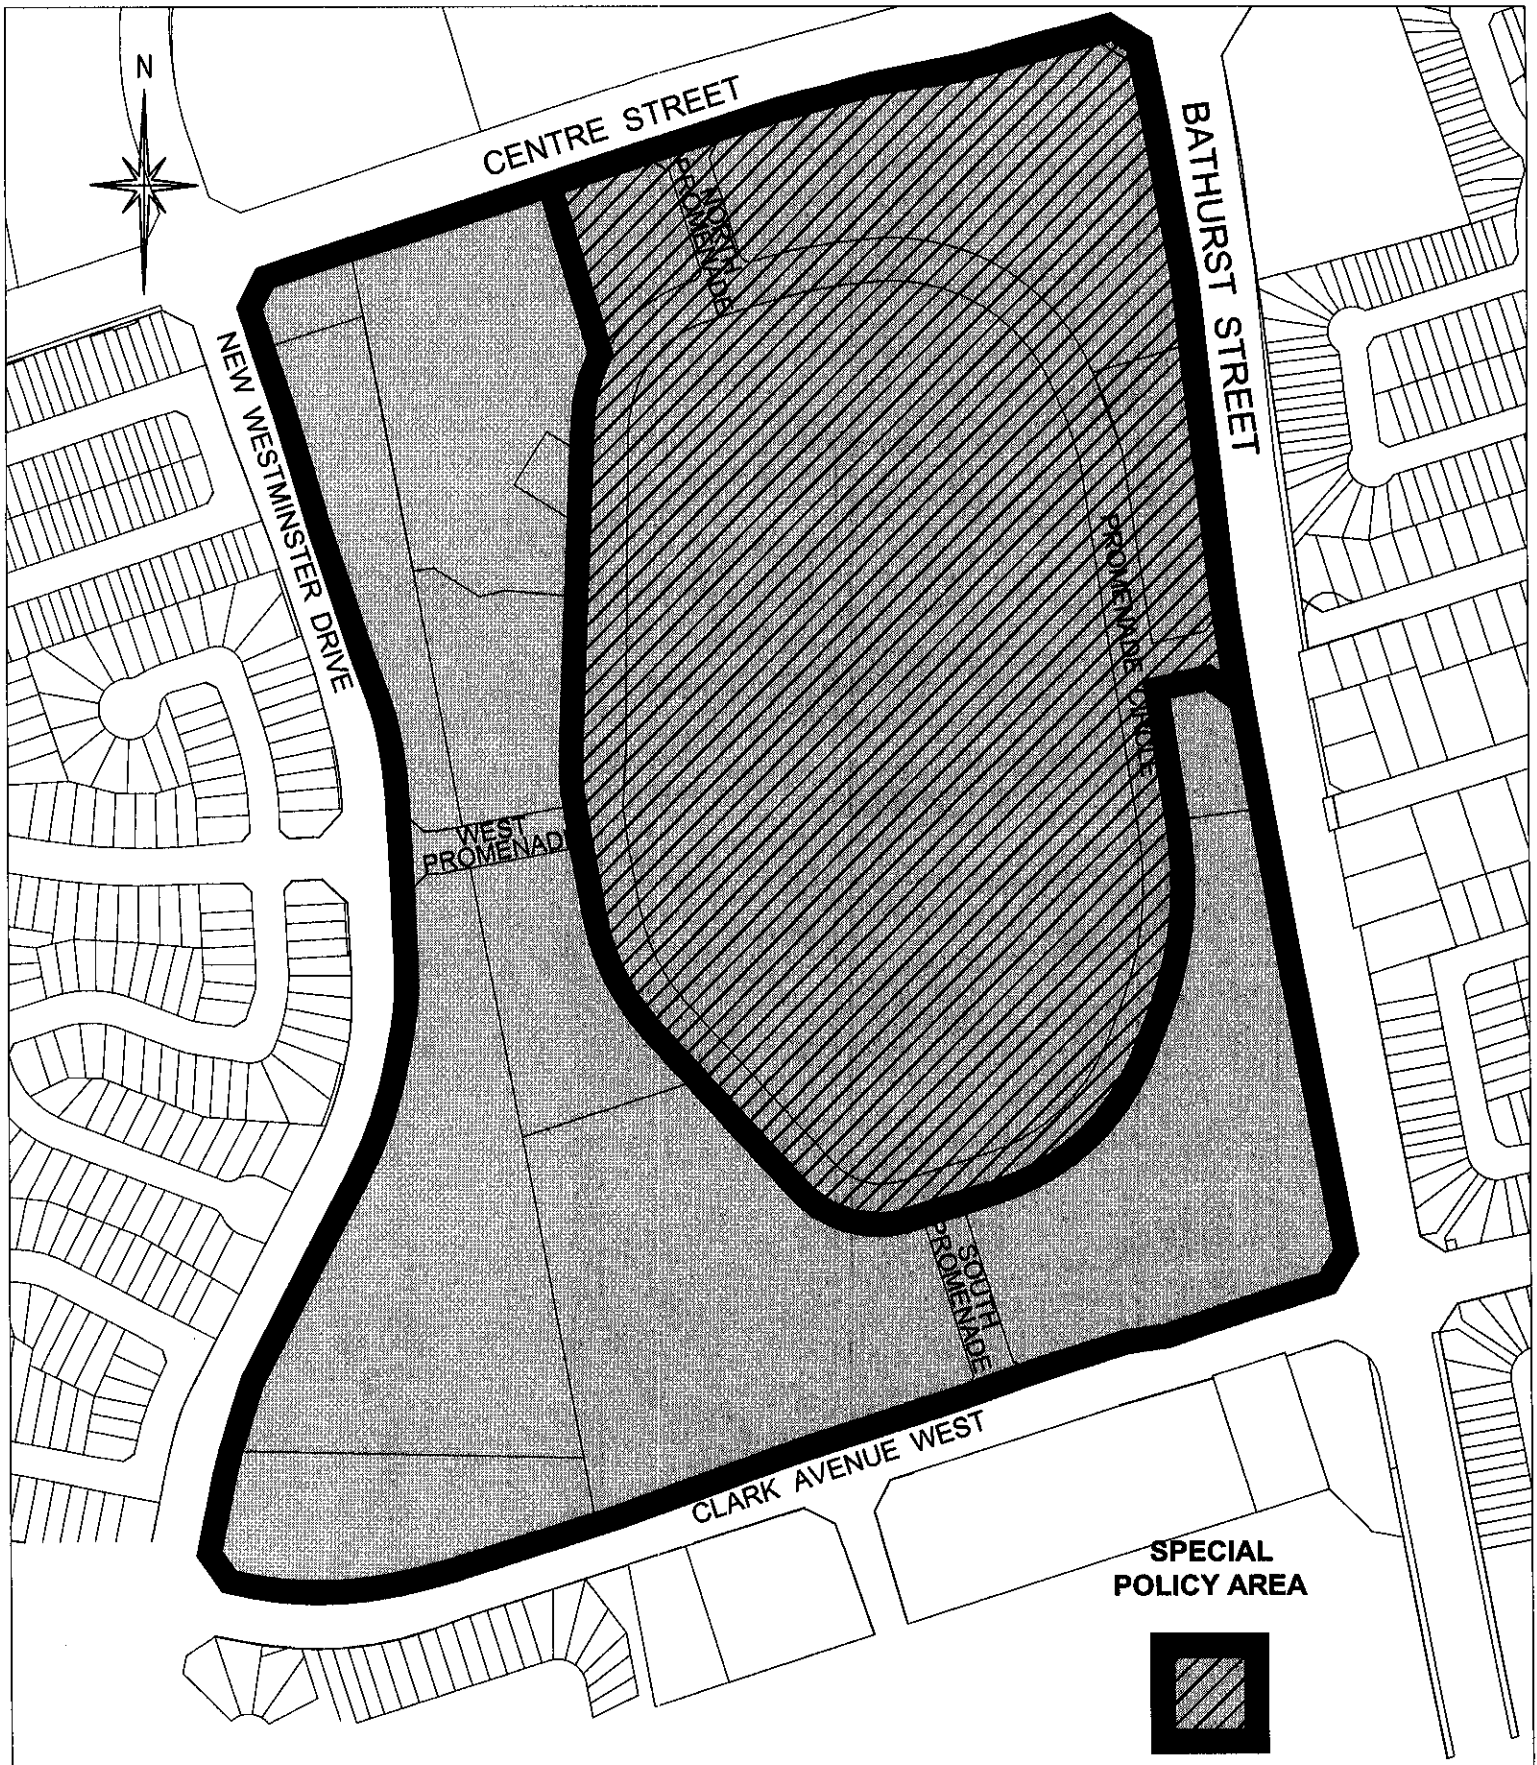 N
CENTRE STREET
BATHURST STREET
NORTH
PROMENADE
NEW WESTMINSTER DRIVE
PROMENADE CIRCLE
WEST
PROMENAD
SOUTH
PROMENADE
CLARK AVENUE WEST
SPECIAL
POLICY AREA